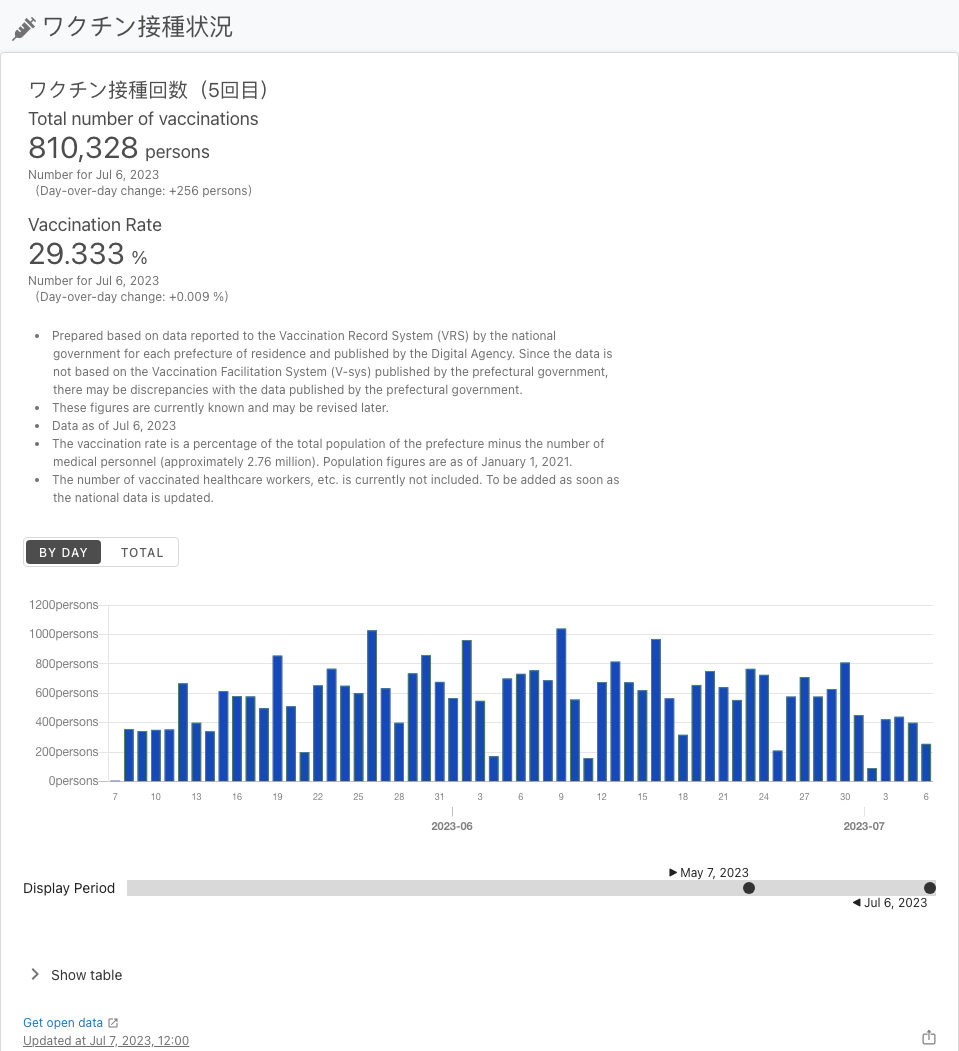 ワクチン接種状況
ワクチン接種回数（5回目）
Total number of vaccinations
810,328 persons
Number for Jul 6, 2023
（Day-over-day change: +256 persons）
Vaccination Rate
29.333 %
Number for Jul 6, 2023
（Day-over-day change: +0.009 %）
• Prepared based on data reported to the Vaccination Record System (VRS) by the national
government for each prefecture of residence and published by the Digital Agency. Since the data is
not based on the Vaccination Facilitation System (V-sys) published by the prefectural government,
there may be discrepancies with the data published by the prefectural government.
• These figures are currently known and may be revised later.
• Data as of Jul 6, 2023
• The vaccination rate is a percentage of the total population of the prefecture minus the number of
medical personnel (approximately 2.76 million). Population figures are as of January 1, 2021.
• The number of vaccinated healthcare workers, etc. is currently not included. To be added as soon as
the national data is updated.
BY DAY TOTAL
1200persons
1000persons
800persons
600persons
400persons
200persons
0persons
7 10 13 16 19 22 25 28 31 3 6 9 12 15 18 21 24 27 30 3 6
2023-06 2023-07
May 7, 2023
Display Period
Jul 6, 2023
Show table
Get open data
Updated at Jul 7, 2023, 12:00